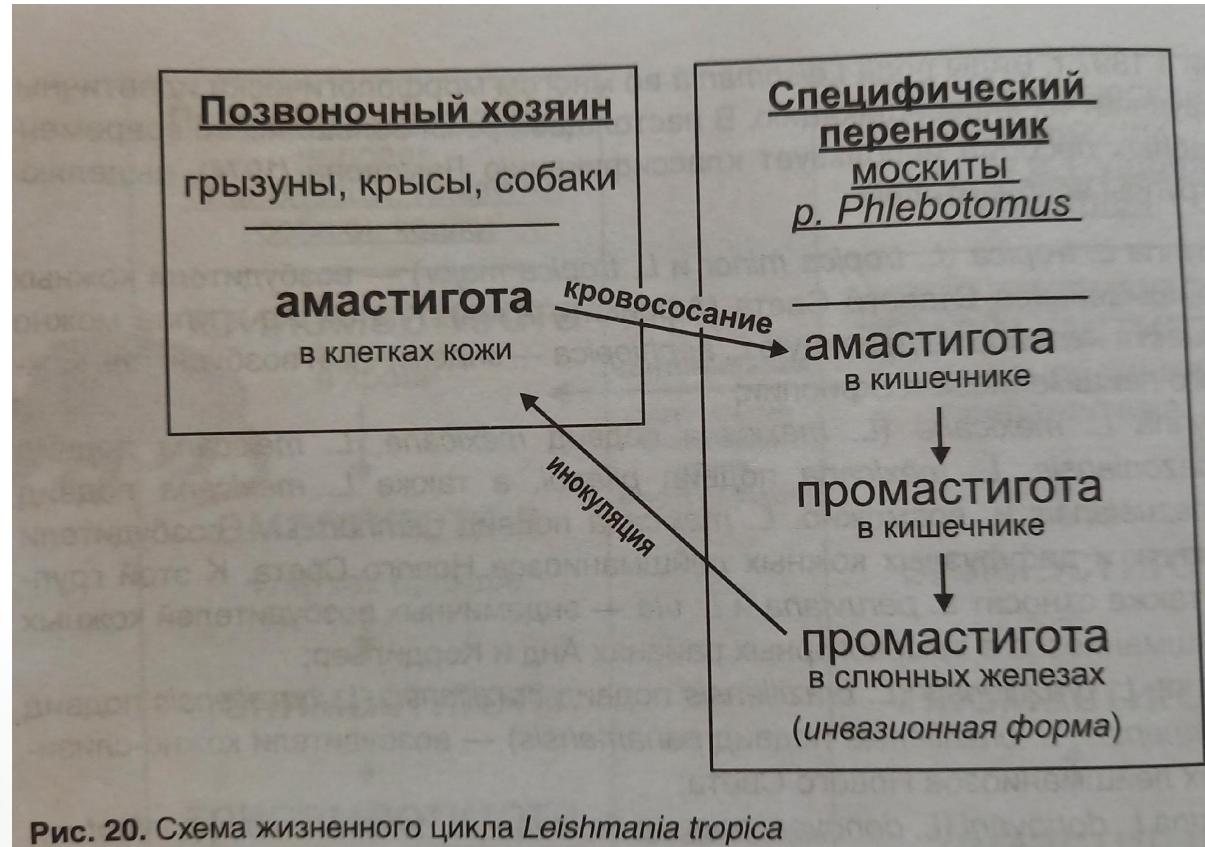 Позвоночный хозяин
грызуны, крысы, собаки
амастигота
в клетках кожи
кровососание
инокуляция
Специфический
переносчик
москиты
р. Phlebotomus
амастигота
в кишечнике
промастигота
в кишечнике
промастигота
в слюнных железах
(инвазионная форма)
Рис. 20. Схема жизненного цикла Leishmania tropica